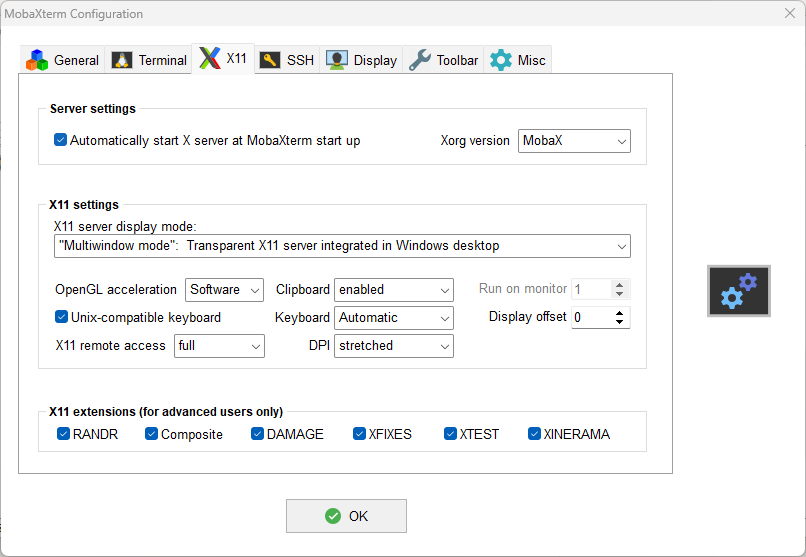 MobaXterm Configuration
General Terminal X11 SSH Display Toolbar Misc
Server settings
Automatically start X server at MobaXterm start up Xorg version MobaX
X11 settings
X11 server display mode:
"Multiwindow mode": Transparent X11 server integrated in Windows desktop
OpenGL acceleration Software Clipboard enabled Run on monitor 1
Unix-compatible keyboard Keyboard Automatic Display offset 0
X11 remote access full DPI stretched
X11 extensions (for advanced users only)
RANDR Composite DAMAGE XFIXES XTEST XINERAMA
OK